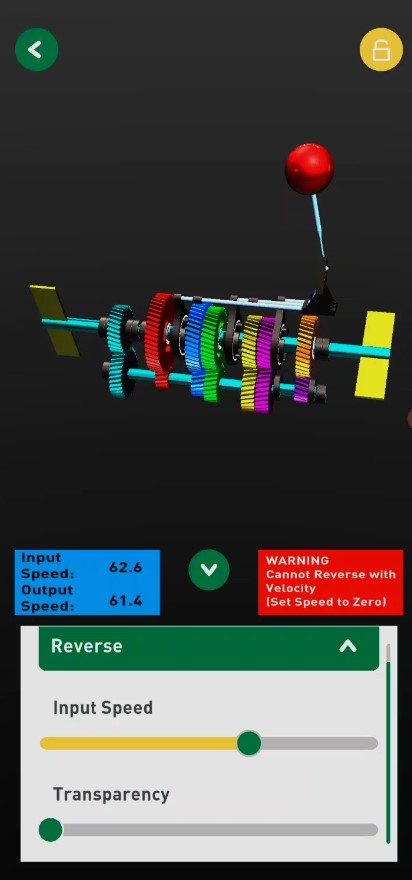 Input
Speed: 62.6
Output
Speed: 61.4
WARNING
Cannot Reverse with
Velocity
(Set Speed to Zero)
Reverse
Input Speed
Transparency